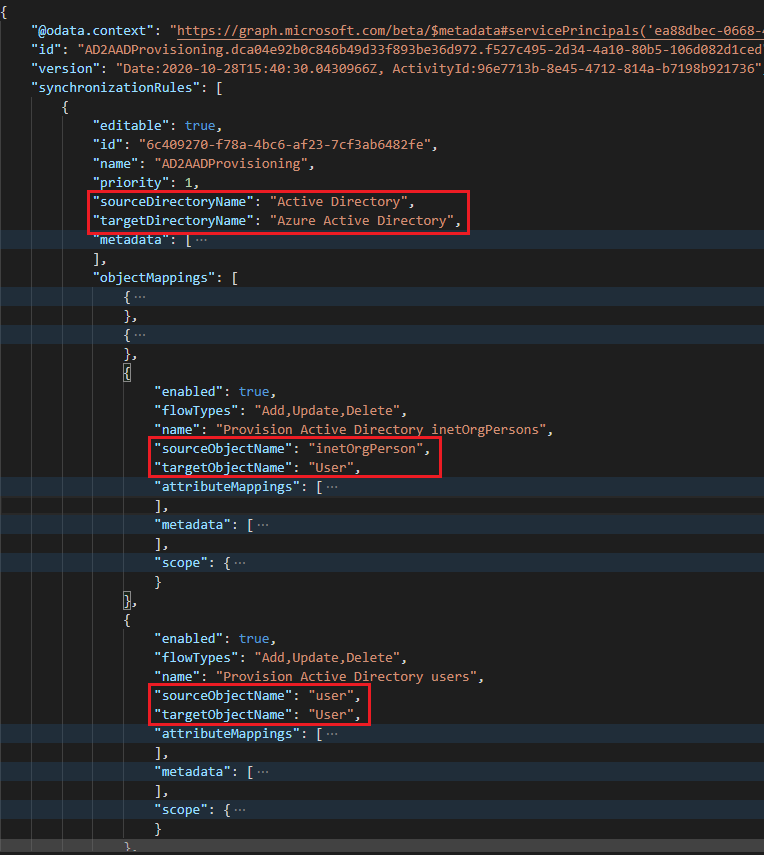 {
"@odata.context": "https://graph.microsoft.com/beta/$metadata#servicePrincipals('ea88dbec-0668-
"id": "AD2AADProvisioning.dca04e92b0c846b49d33f893be36d972.f527c495-2d34-4a10-80b5-106d082d1ced
"version": "Date:2020-10-28T15:40:30.0430966Z, ActivityId:96e7713b-8e45-4712-814a-b7198b921736",
"synchronizationRules": [
{
"editable": true,
"id": "6c409270-f78a-4bc6-af23-7cf3ab6482fe",
"name": "AD2AADProvisioning",
"priority": 1,
"sourceDirectoryName": "Active Directory",
"targetDirectoryName": "Azure Active Directory",
"metadata": [ ···
],
"objectMappings": [
{ ···
},
{ ···
},
{
"enabled": true,
"flowTypes": "Add,Update,Delete",
"name": "Provision Active Directory inetOrgPersons",
"sourceObjectName": "inetOrgPerson",
"targetObjectName": "User",
"attributeMappings": [ ···
],
"metadata": [ ···
],
"scope": { ···
}
},
{
"enabled": true,
"flowTypes": "Add,Update,Delete",
"name": "Provision Active Directory users",
"sourceObjectName": "user",
"targetObjectName": "User",
"attributeMappings": [ ···
],
"metadata": [ ···
],
"scope": { ···
}
},